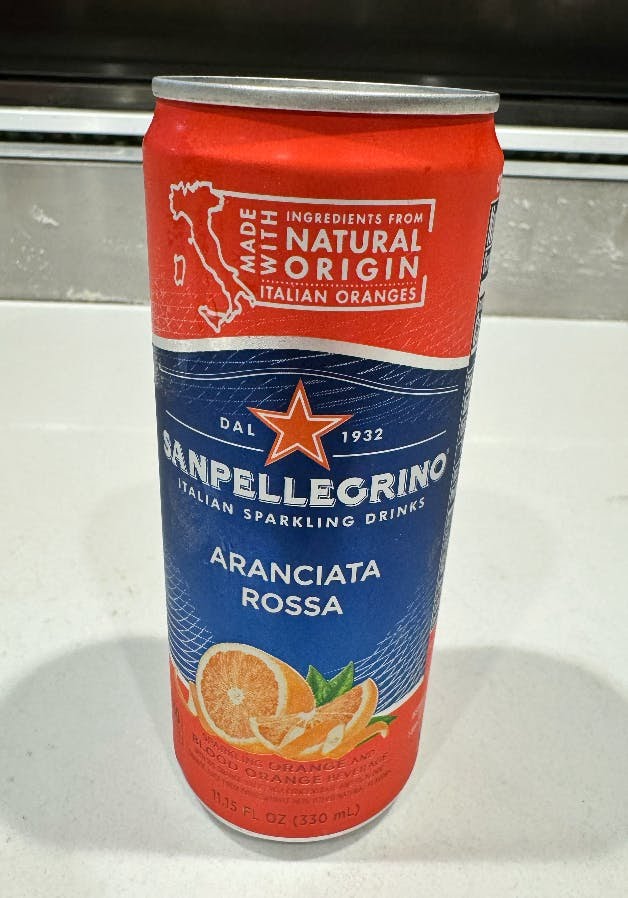 MADE WITH
INGREDIENTS FROM
NATURAL
ORIGIN
ITALIAN ORANGES
DAL 1932
SANPELLEGRINO
ITALIAN SPARKLING DRINKS
ARANCIATA
ROSSA
SPARKLING ORANGE AND
BLOOD ORANGE BEVERAGE
11.15 FL OZ (330 mL)